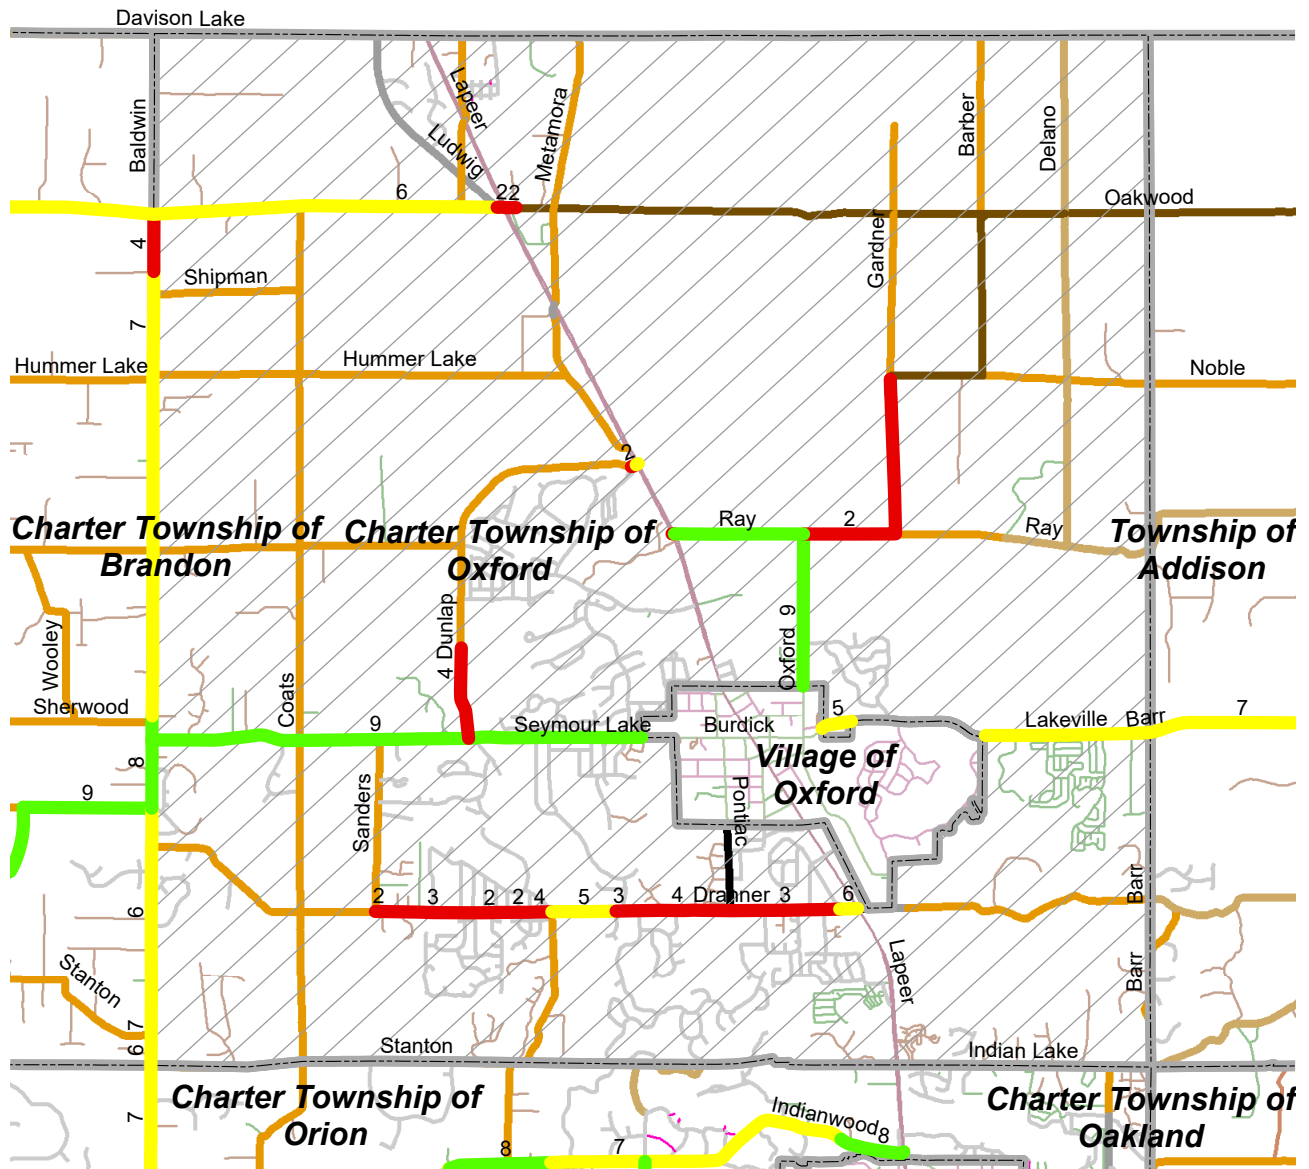 Davison Lake
Baldwin
Lapeer
Ludwig
Metamora
Barber
Delano
6
22
Oakwood
4
Gardner
Shipman
7
Hummer Lake
Hummer Lake
Noble
2
Ray
2
Ray
Charter Township of
Brandon
Charter Township of
Oxford
Township of
Addison
Wooley
4 Dunlap
Oxford 9
Coats
Sherwood
9
Seymour Lake
Burdick
5
Lakeville
Barr
7
8
9
Village of
Oxford
Sanders
Pontiac
2
3
2
2
4
5
3
4
Drahner
3
6
Barr
6
Stanton
Lapeer
Barr
7
6
Stanton
Indian Lake
7
Charter Township of
Orion
Indianwood
8
Charter Township of
Oakland
8
7